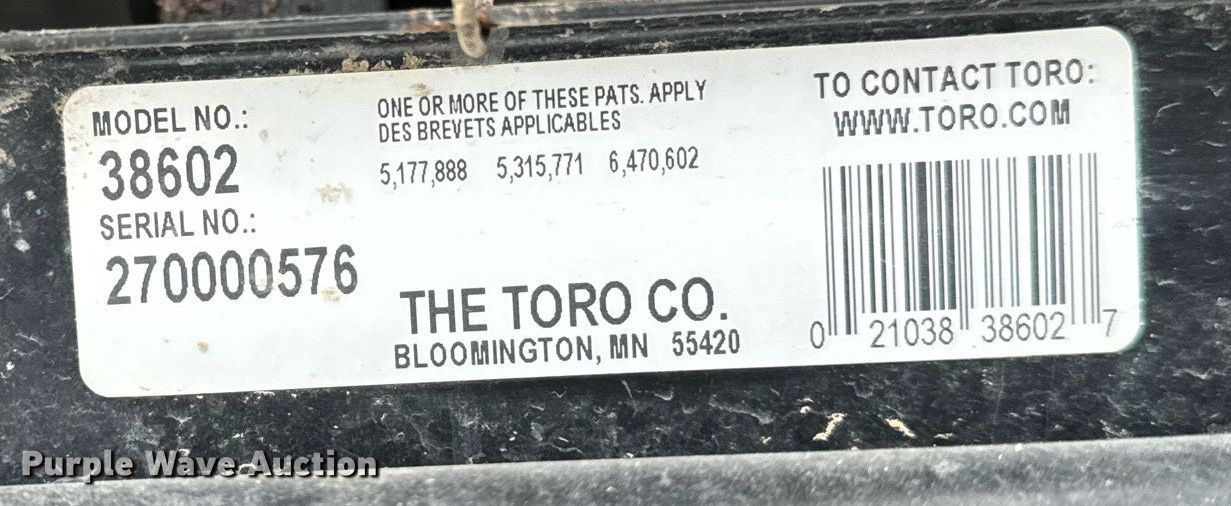 MODEL NO.:
38602
SERIAL NO.:
270000576
ONE OR MORE OF THESE PATS. APPLY
DES BREVETS APPLICABLES
5,177,888 5,315,771 6,470,602
THE TORO CO.
BLOOMINGTON, MN 55420
TO CONTACT TORO:
WWW.TORO.COM
0 21038 38602 7
Purple Wave Auction